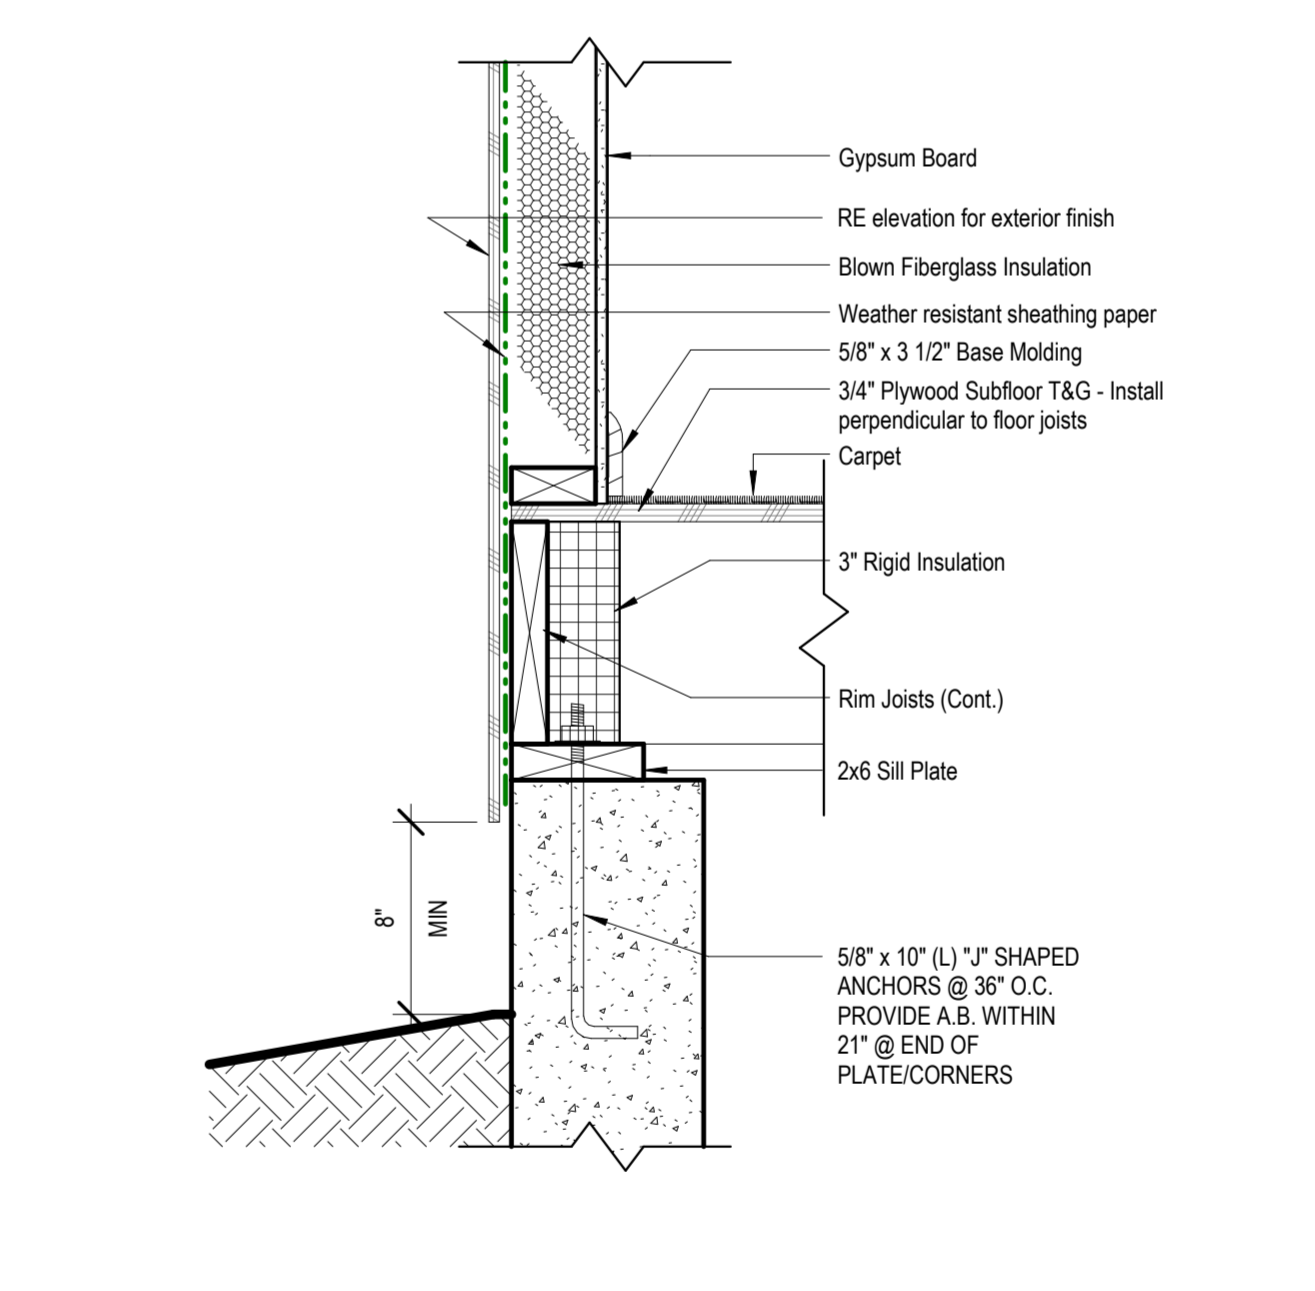 Gypsum Board
RE elevation for exterior finish
Blown Fiberglass Insulation
Weather resistant sheathing paper
5/8" x 3 1/2" Base Molding
3/4" Plywood Subfloor T&G - Install
perpendicular to floor joists
Carpet
3" Rigid Insulation
Rim Joists (Cont.)
2x6 Sill Plate
8"
MIN
5/8" x 10" (L) "J" SHAPED
ANCHORS @ 36" O.C.
PROVIDE A.B. WITHIN
21" @ END OF
PLATE/CORNERS